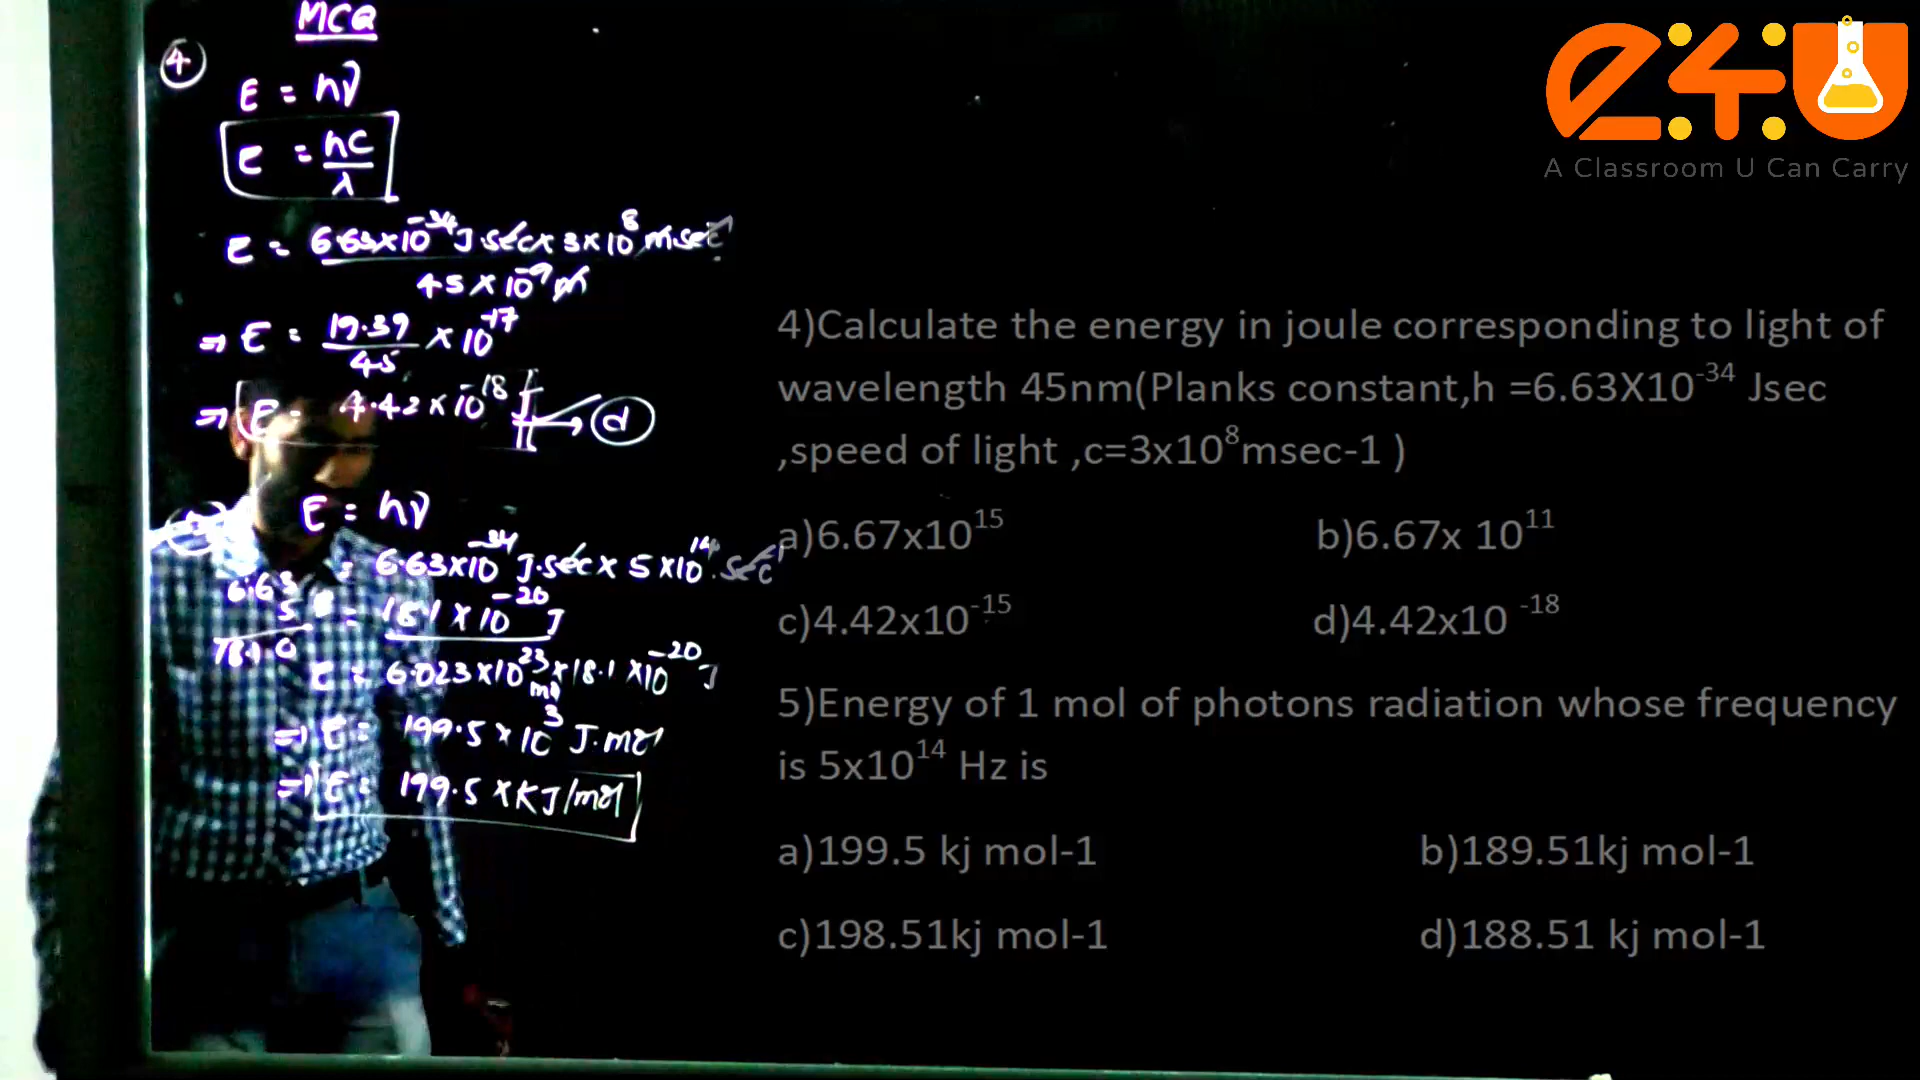 MCQ
4
E = hν
E = hC/λ
E = 6.63×10⁻³⁴ J.sec × 3×10⁸ m.sec⁻¹ / 45×10⁻⁹ m
⇒ E = 19.39/45 × 10⁻¹⁷
⇒ E = 4.42 × 10⁻¹⁸ J → d
E = hν
= 6.63×10⁻³⁴ J.sec × 5×10¹⁴ sec⁻¹
6.63
5
= 18.1 × 10⁻²⁰ J
E = 6.023×10²³ × 18.1 × 10⁻²⁰ J
mol
⇒ E = 199.5 × 10³ J.mol
⇒ E = 199.5 × KJ/mol
e4U
A Classroom U Can Carry
4)Calculate the energy in joule corresponding to light of
wavelength 45nm(Planks constant,h =6.63X10⁻³⁴ Jsec
,speed of light ,c=3x10⁸msec-1 )
a)6.67x10¹⁵ b)6.67x 10¹¹
c)4.42x10⁻¹⁵ d)4.42x10 ⁻¹⁸
5)Energy of 1 mol of photons radiation whose frequency
is 5x10¹⁴ Hz is
a)199.5 kj mol-1 b)189.51kj mol-1
c)198.51kj mol-1 d)188.51 kj mol-1